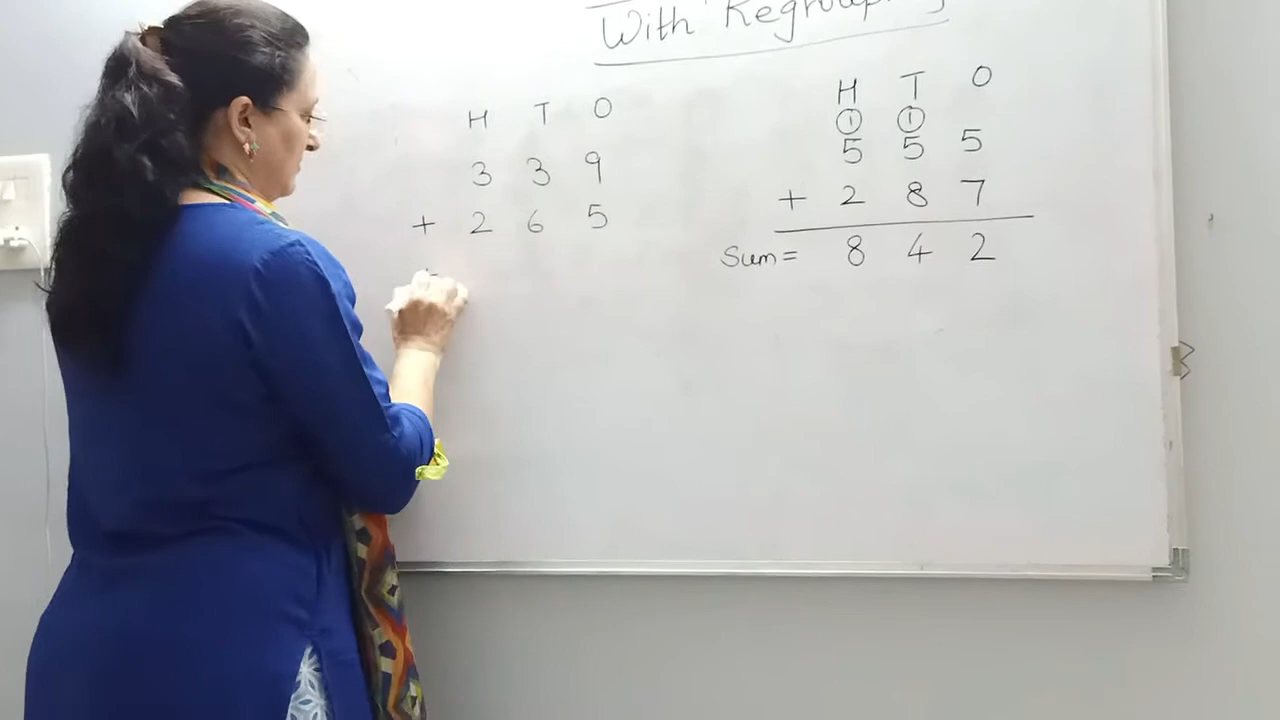 With Regrouping
H T O
3 3 9
+ 2 6 5
H T O
1 1
5 5 5
+ 2 8 7
Sum = 8 4 2